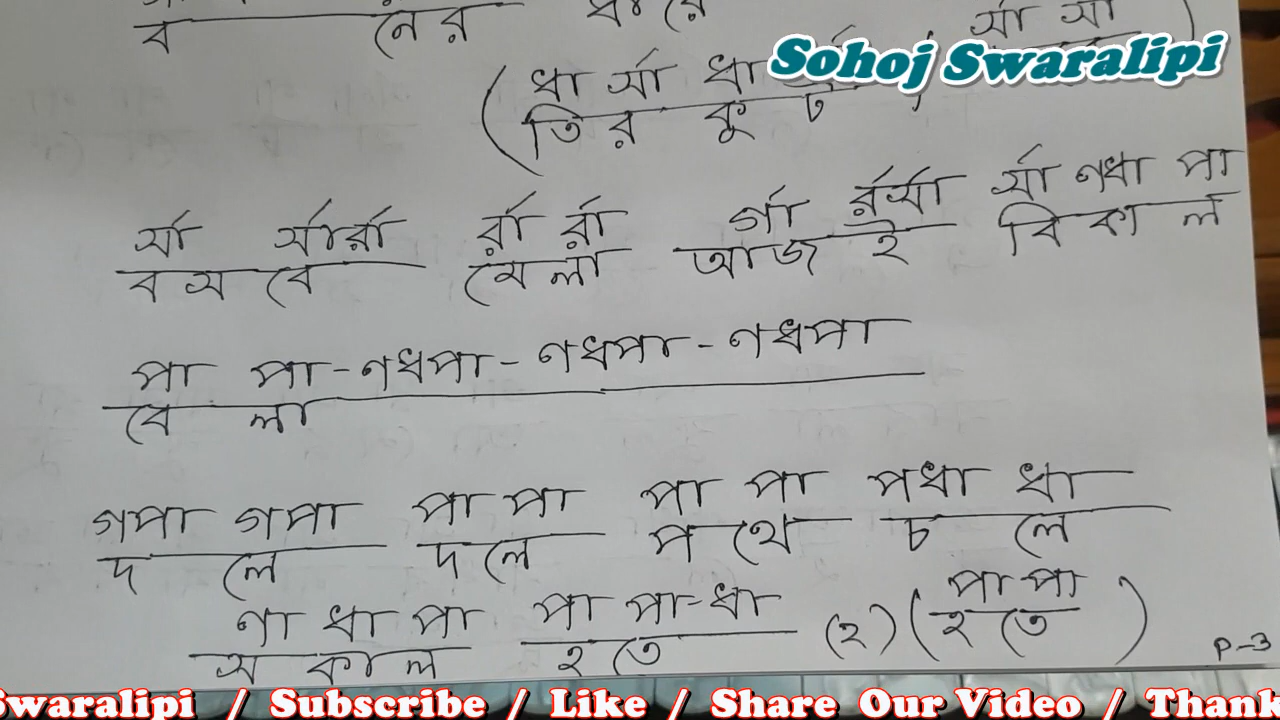 ব নের ধা রে
Sohoj Swaralipi
(ধা র্সা ধা র্সা র্সা)
তি র কু ট
র্সা র্সার্রা র্রা র্রা র্গা র্রর্সা র্সা ণধা পা
ব স বে মে লা আজ ই বি কা ল
পা পা-ণধপা-ণধপা-ণধপা
বে লা
গপা গপা পা পা পা পা পধা ধা
দ লে দ লে প থে চ লে
ণা ধা পা পা পা-ধা (২) (পা পা)
স কা ল হ তে হ তে
P-3
Swaralipi / Subscribe / Like / Share Our Video / Thank